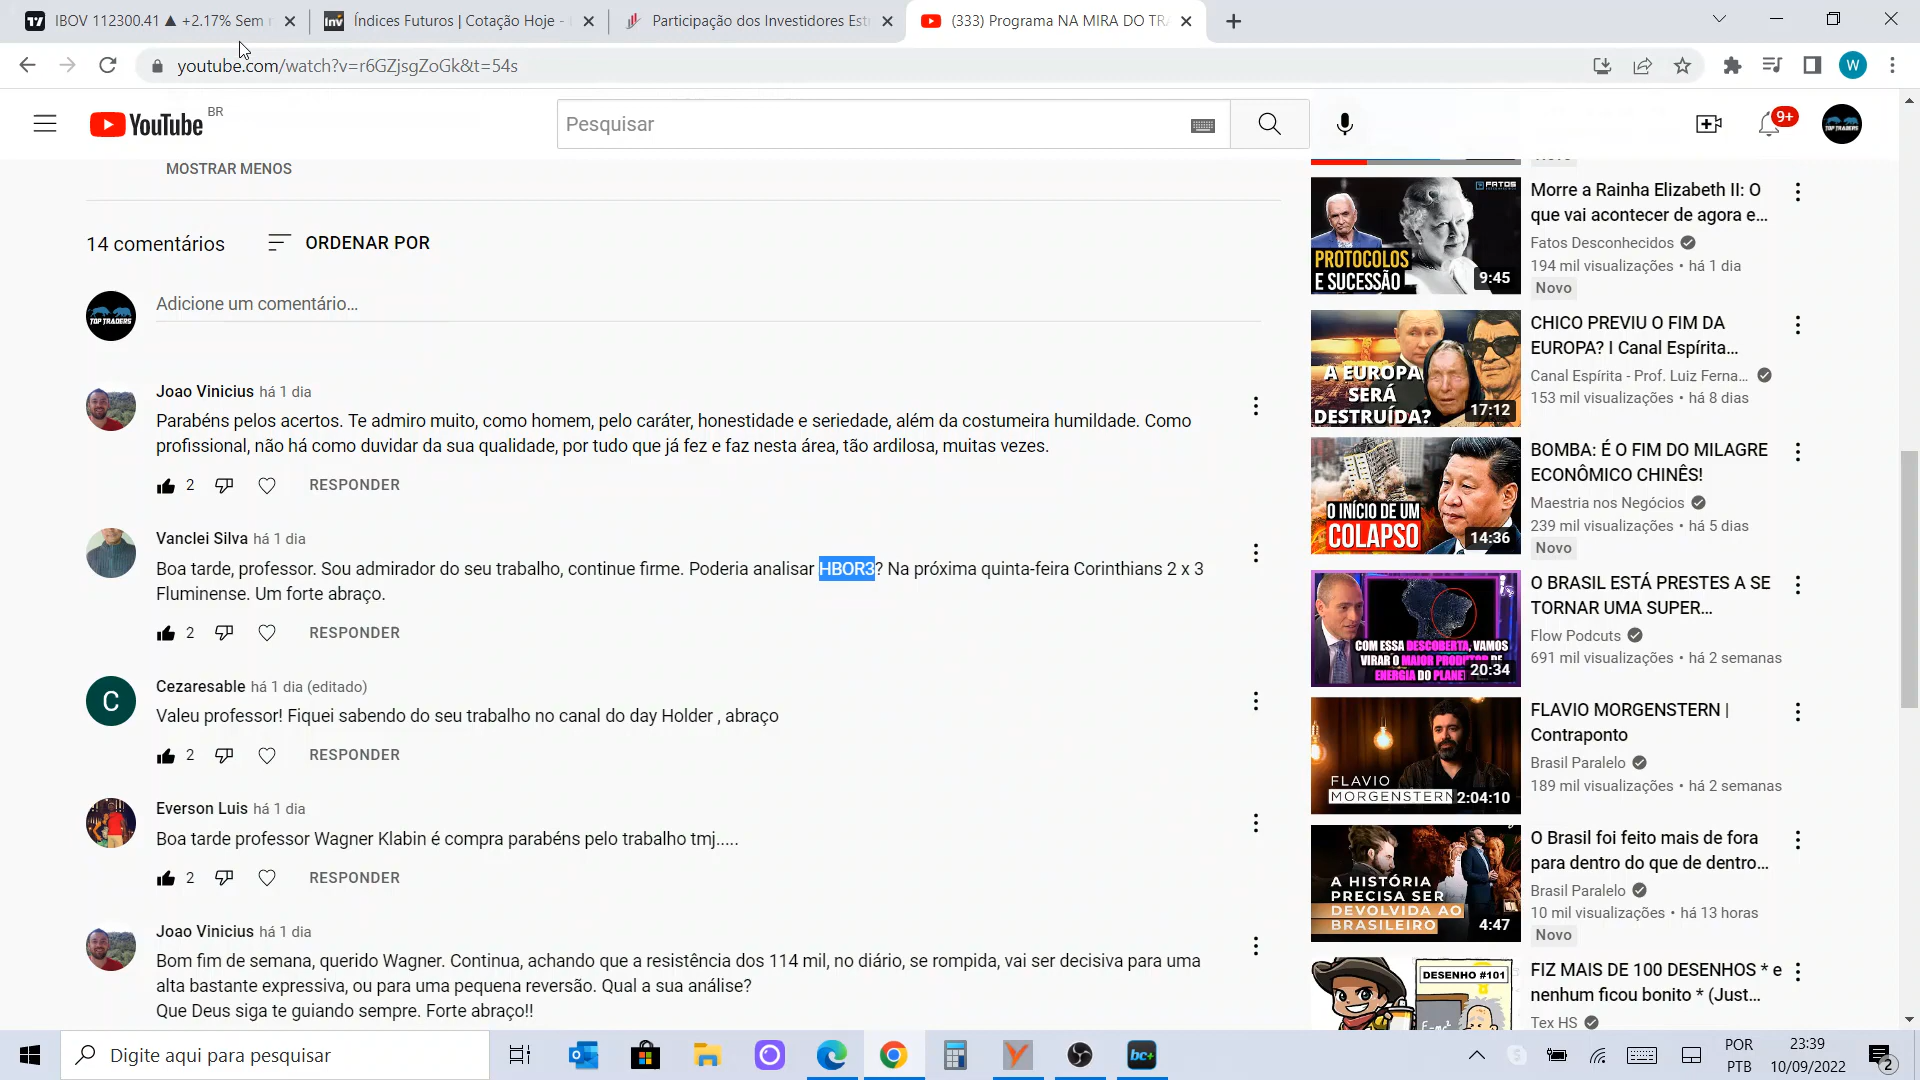 IBOV 112300.41 ▲ +2.17% Sem
Índices Futuros | Cotação Hoje -
Participação dos Investidores Est
(333) Programa NA MIRA DO TR
youtube.com/watch?v=r6GZjsgZoGk&t=54s
W
YouTube BR
Pesquisar
9+
TOP TRADERS
MOSTRAR MENOS
14 comentários
ORDENAR POR
TOP TRADERS
Adicione um comentário...
Joao Vinicius há 1 dia
Parabéns pelos acertos. Te admiro muito, como homem, pelo caráter, honestidade e seriedade, além da costumeira humildade. Como
profissional, não há como duvidar da sua qualidade, por tudo que já fez e faz nesta área, tão ardilosa, muitas vezes.
2 RESPONDER
Vanclei Silva há 1 dia
Boa tarde, professor. Sou admirador do seu trabalho, continue firme. Poderia analisar HBOR3? Na próxima quinta-feira Corinthians 2 x 3
Fluminense. Um forte abraço.
2 RESPONDER
C
Cezaresable há 1 dia (editado)
Valeu professor! Fiquei sabendo do seu trabalho no canal do day Holder , abraço
2 RESPONDER
Everson Luis há 1 dia
Boa tarde professor Wagner Klabin é compra parabéns pelo trabalho tmj.....
2 RESPONDER
Joao Vinicius há 1 dia
Bom fim de semana, querido Wagner. Continua, achando que a resistência dos 114 mil, no diário, se rompida, vai ser decisiva para uma
alta bastante expressiva, ou para uma pequena reversão. Qual a sua análise?
Que Deus siga te guiando sempre. Forte abraço!!
FATOS
PROTOCOLOS
E SUCESSÃO
9:45
Morre a Rainha Elizabeth II: O
que vai acontecer de agora e...
Fatos Desconhecidos
194 mil visualizações • há 1 dia
Novo
A EUROPA
SERÁ
DESTRUÍDA?
17:12
CHICO PREVIU O FIM DA
EUROPA? I Canal Espírita...
Canal Espírita - Prof. Luiz Ferna...
153 mil visualizações • há 8 dias
O INÍCIO DE UM
COLAPSO
14:36
BOMBA: É O FIM DO MILAGRE
ECONÔMICO CHINÊS!
Maestria nos Negócios
239 mil visualizações • há 5 dias
Novo
COM ESSA DESCOBERTA, VAMOS
VIRAR O MAIOR
ENERGIA DO
20:34
O BRASIL ESTÁ PRESTES A SE
TORNAR UMA SUPER...
Flow Podcuts
691 mil visualizações • há 2 semanas
FLAVIO
MORGENSTERN
2:04:10
FLAVIO MORGENSTERN |
Contraponto
Brasil Paralelo
189 mil visualizações • há 2 semanas
A HISTÓRIA
PRECISA SER
DEVOLVIDA AO
BRASILEIRO
4:47
O Brasil foi feito mais de fora
para dentro do que de dentro...
Brasil Paralelo
10 mil visualizações • há 13 horas
Novo
DESENHO #101
FIZ MAIS DE 100 DESENHOS * e
nenhum ficou bonito * (Just...
Tex HS
Digite aqui para pesquisar
bc+
POR
PTB
23:39
10/09/2022
2